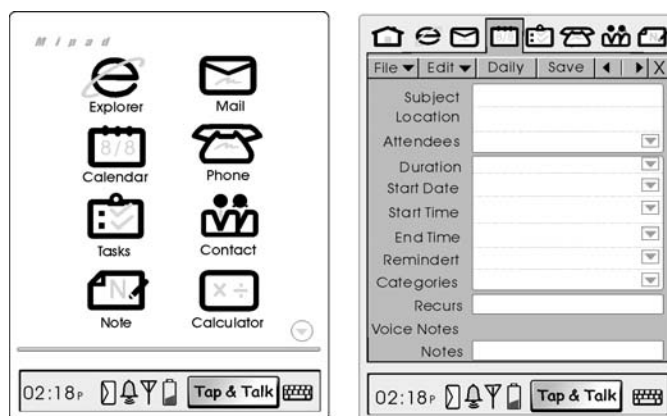 Mipad
Explorer Mail
8/8
Calendar Phone
Tasks Contact
N
Note Calculator
02:18P Tap & Talk
8/8
File Edit Daily Save X
Subject
Location
Attendees
Duration
Start Date
Start Time
End Time
Remindert
Categories
Recurs
Voice Notes
Notes
02:18P Tap & Talk